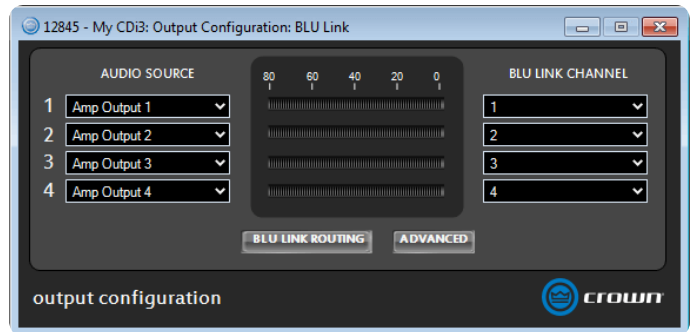 12845 - My CDi3: Output Configuration: BLU Link
AUDIO SOURCE
80 60 40 20 0
BLU LINK CHANNEL
1 Amp Output 1
1
2 Amp Output 2
2
3 Amp Output 3
3
4 Amp Output 4
4
BLU LINK ROUTING
ADVANCED
output configuration
crown